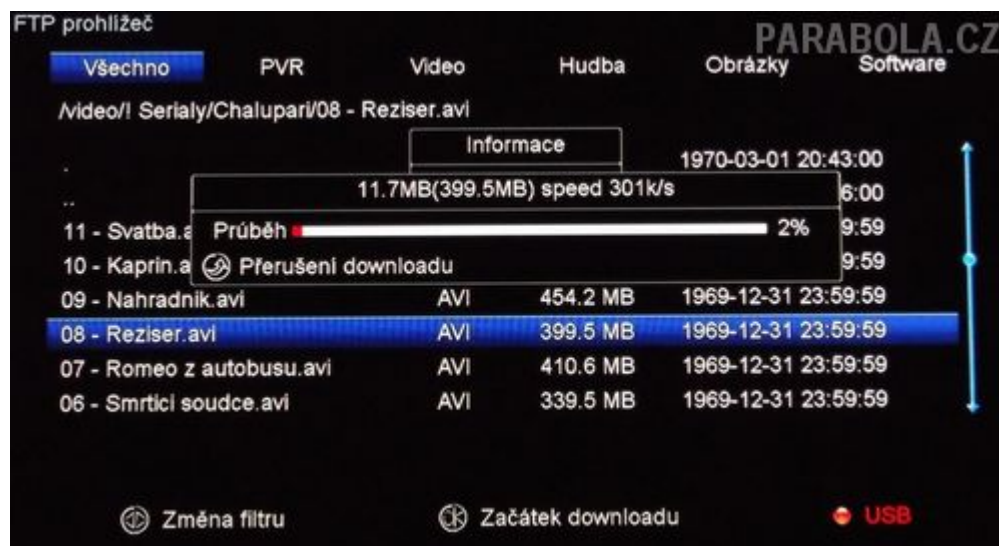 FTP prohlížeč
PARABOLA.CZ
Všechno PVR Video Hudba Obrázky Software
/video/! Serialy/Chalupari/08 - Reziser.avi
Informace
. 1970-03-01 20:43:00
.. 6:00
11.7MB(399.5MB) speed 301k/s
11 - Svatba.a 9:59
Průběh 2%
10 - Kaprin.a 9:59
Přerušení downloadu
09 - Nahradnik.avi AVI 454.2 MB 1969-12-31 23:59:59
08 - Reziser.avi AVI 399.5 MB 1969-12-31 23:59:59
07 - Romeo z autobusu.avi AVI 410.6 MB 1969-12-31 23:59:59
06 - Smrtici soudce.avi AVI 339.5 MB 1969-12-31 23:59:59
Změna filtru OK Začátek downloadu USB